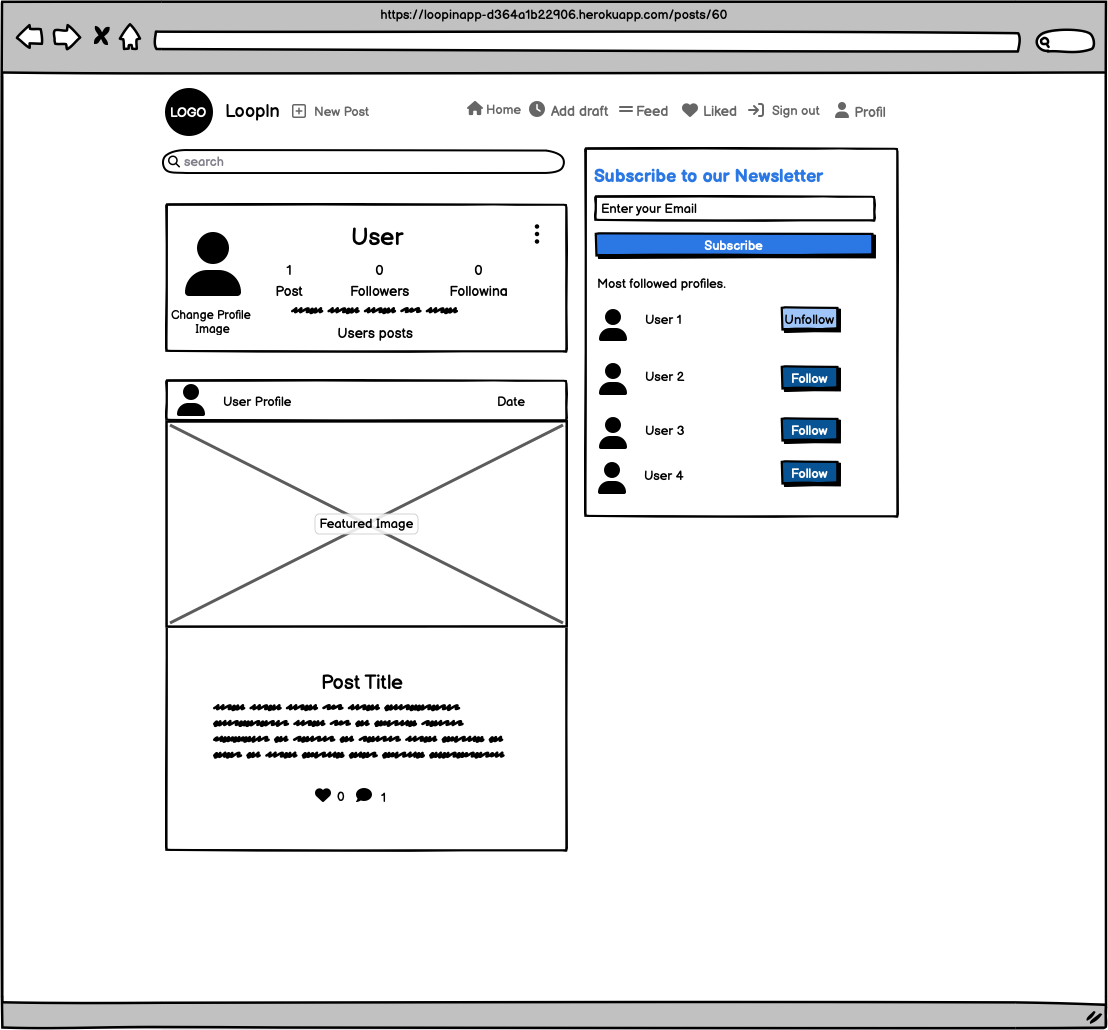 https://loopinapp-d364a1b22906.herokuapp.com/posts/60
LOGO LoopIn New Post Home Add draft Feed Liked Sign out Profil
search
User
1 0 0
Post Followers Following
Change Profile
Image
Users posts
User Profile Date
Featured Image
Post Title
0 1
Subscribe to our Newsletter
Enter your Email
Subscribe
Most followed profiles.
User 1 Unfollow
User 2 Follow
User 3 Follow
User 4 Follow